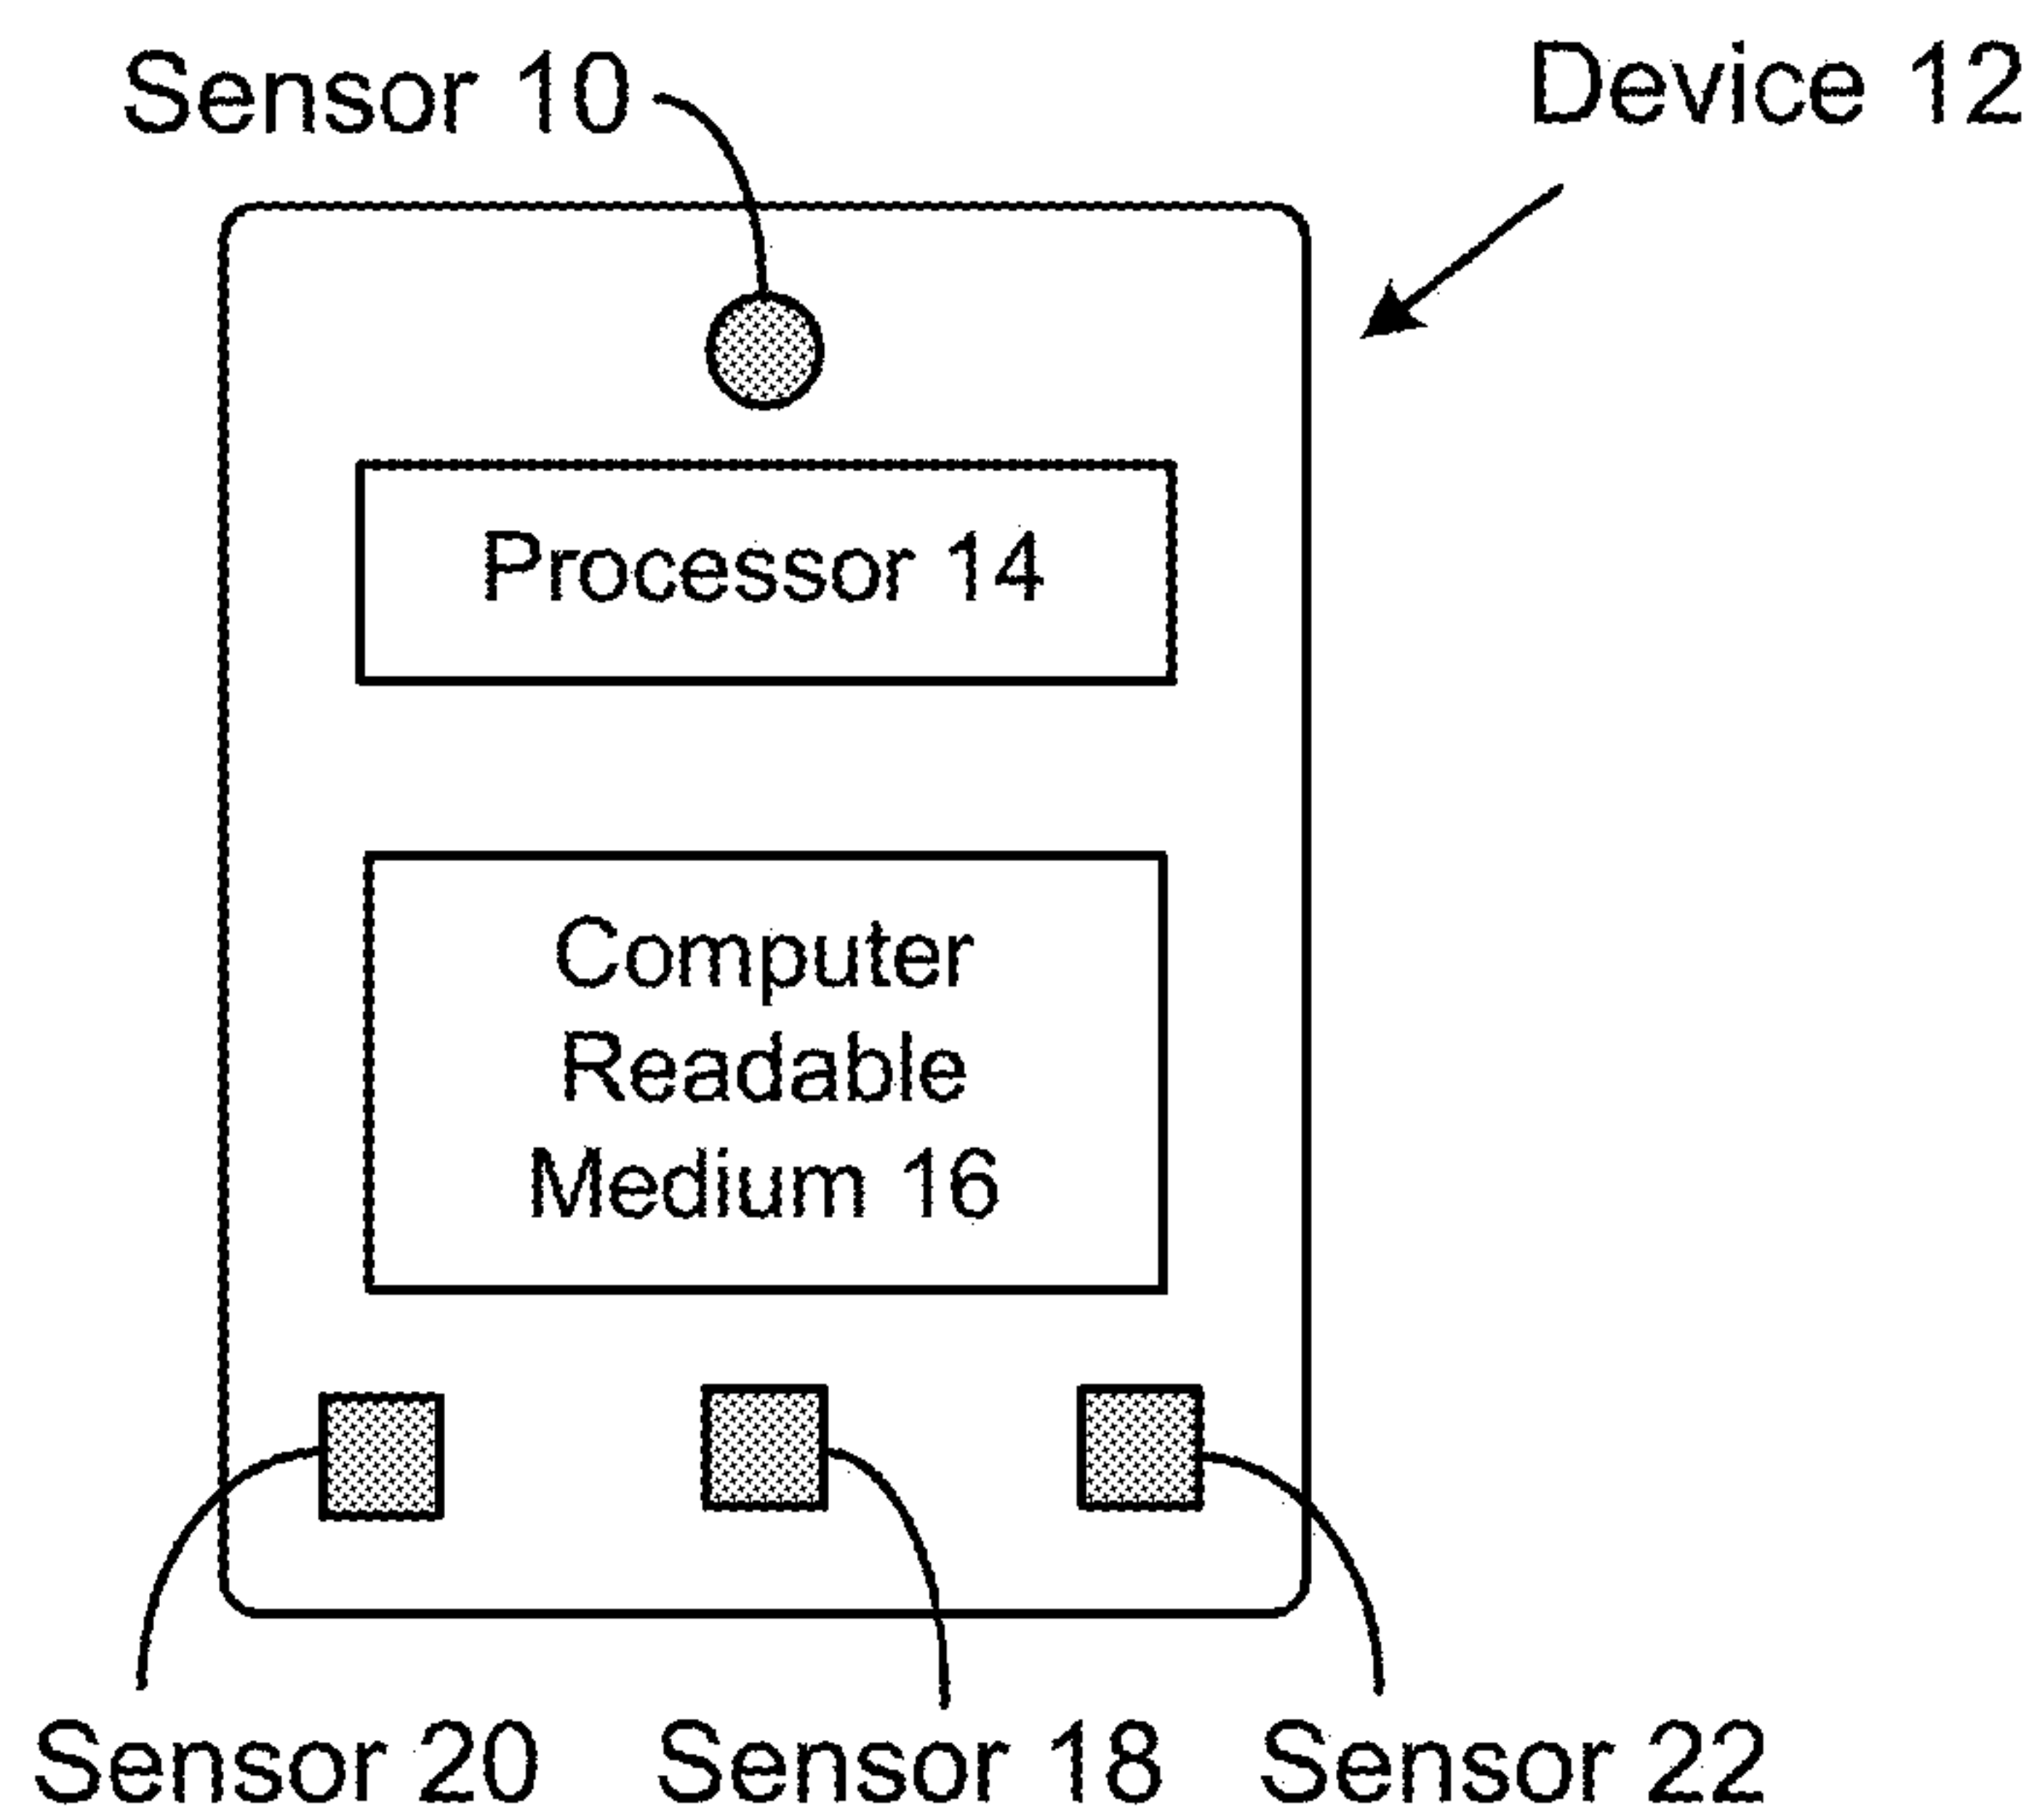 Sensor 10
Device 12
Processor 14
Computer
Readable
Medium 16
Sensor 20
Sensor 18
Sensor 22